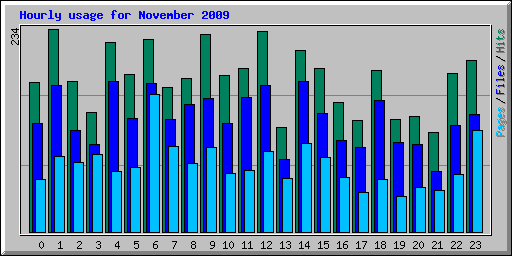 Hourly usage for November 2009
234
Pages / Files / Hits
0 1 2 3 4 5 6 7 8 9 10 11 12 13 14 15 16 17 18 19 20 21 22 23